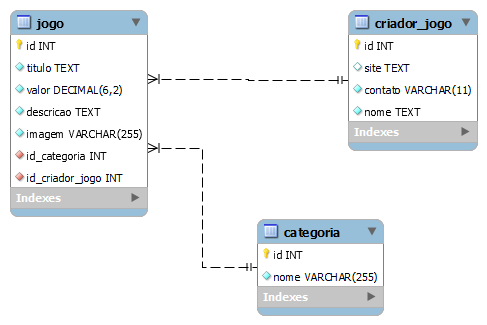 jogo
id INT
titulo TEXT
valor DECIMAL(6,2)
descricao TEXT
imagem VARCHAR(255)
id_categoria INT
id_criador_jogo INT
Indexes
criador_jogo
id INT
site TEXT
contato VARCHAR(11)
nome TEXT
Indexes
categoria
id INT
nome VARCHAR(255)
Indexes